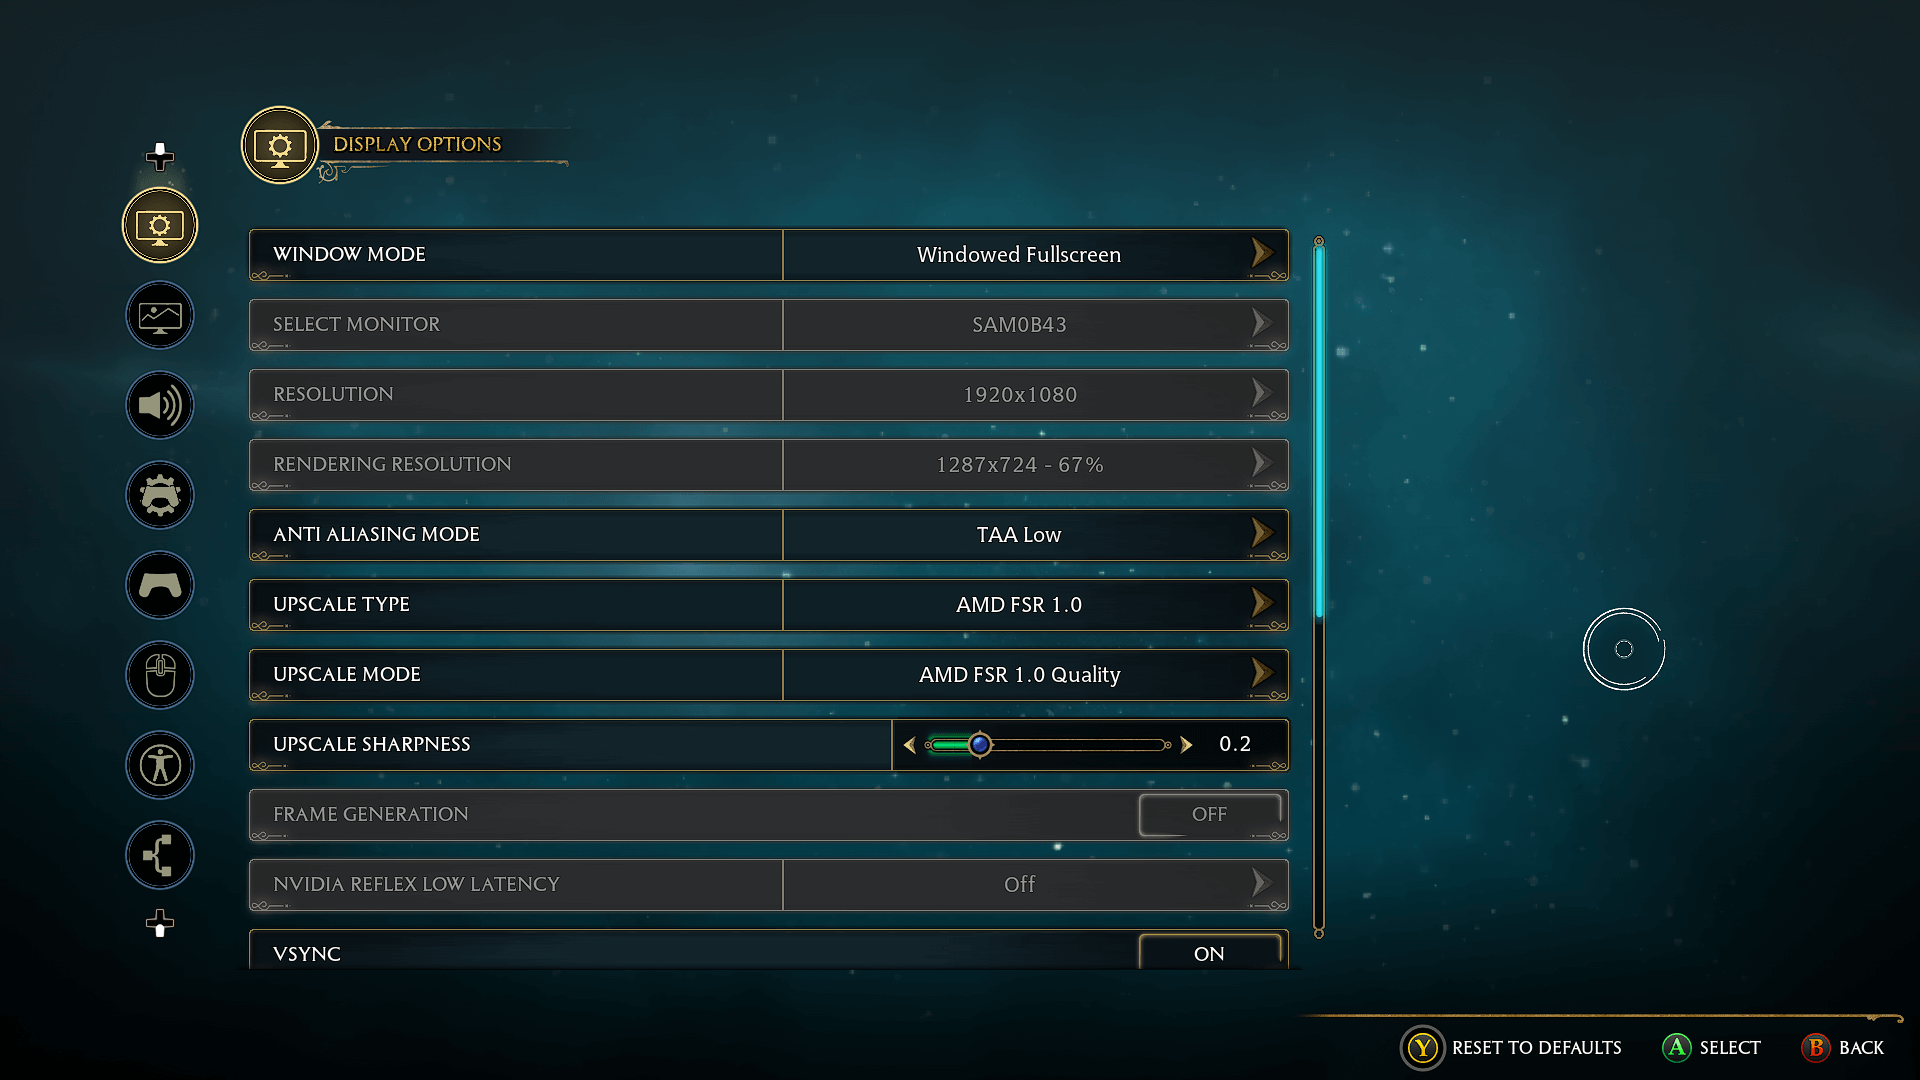 DISPLAY OPTIONS
WINDOW MODE Windowed Fullscreen
SELECT MONITOR SAM0B43
RESOLUTION 1920x1080
RENDERING RESOLUTION 1287x724 - 67%
ANTI ALIASING MODE TAA Low
UPSCALE TYPE AMD FSR 1.0
UPSCALE MODE AMD FSR 1.0 Quality
UPSCALE SHARPNESS 0.2
FRAME GENERATION OFF
NVIDIA REFLEX LOW LATENCY Off
VSYNC ON
Y RESET TO DEFAULTS A SELECT B BACK